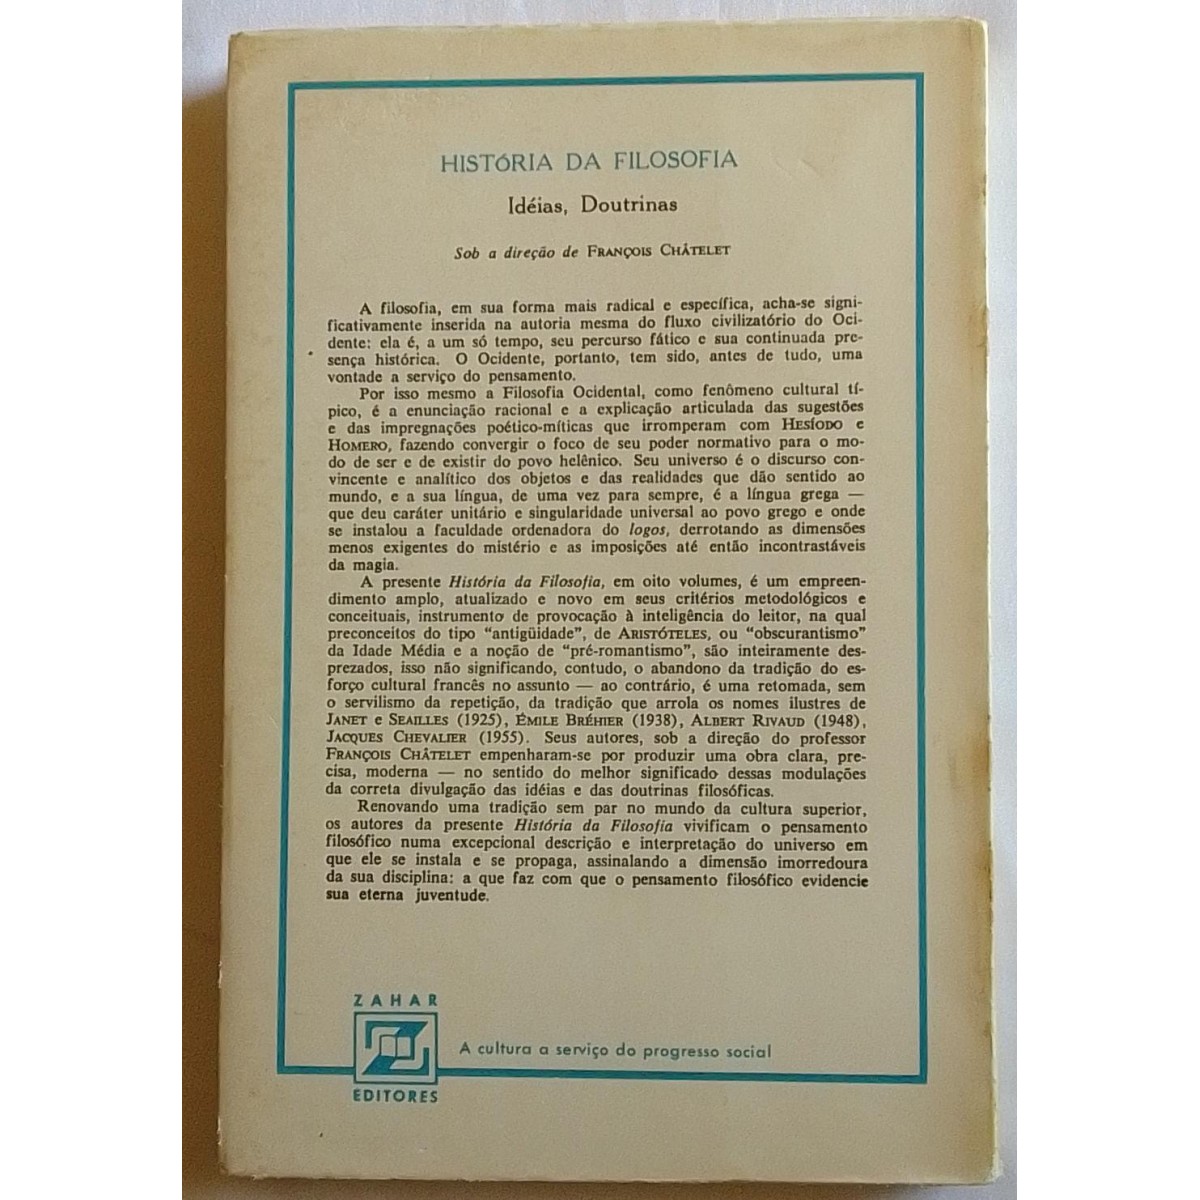 HISTÓRIA DA FILOSOFIA
Idéias, Doutrinas
Sob a direção de FRANÇOIS CHÂTELET
A filosofia, em sua forma mais radical e específica, acha-se signi-
ficativamente inserida na autoria mesma do fluxo civilizatório do Oci-
dente: ela é, a um só tempo, seu percurso fático e sua continuada pre-
sença histórica. O Ocidente, portanto, tem sido, antes de tudo, uma
vontade a serviço do pensamento.
Por isso mesmo a Filosofia Ocidental, como fenômeno cultural tí-
pico, é a enunciação racional e a explicação articulada das sugestões
e das impregnações poético-míticas que irromperam com HESÍODO e
HOMERO, fazendo convergir o foco de seu poder normativo para o mo-
do de ser e de existir do povo helênico. Seu universo é o discurso con-
vincente e analítico dos objetos e das realidades que dão sentido ao
mundo, e a sua língua, de uma vez para sempre, é a língua grega —
que deu caráter unitário e singularidade universal ao povo grego e onde
se instalou a faculdade ordenadora do logos, derrotando as dimensões
menos exigentes do mistério e as imposições até então incontrastáveis
da magia.
A presente História da Filosofia, em oito volumes, é um empreen-
dimento amplo, atualizado e novo em seus critérios metodológicos e
conceituais, instrumento de provocação à inteligência do leitor, na qual
preconceitos do tipo "antigüidade", de ARISTÓTELES, ou "obscurantismo"
da Idade Média e a noção de "pré-romantismo", são inteiramente des-
prezados, isso não significando, contudo, o abandono da tradição do es-
forço cultural francês no assunto — ao contrário, é uma retomada, sem
o servilismo da repetição, da tradição que arrola os nomes ilustres de
JANET e SEAILLES (1925), ÉMILE BRÉHIER (1938), ALBERT RIVAUD (1948),
JACQUES CHEVALIER (1955). Seus autores, sob a direção do professor
FRANÇOIS CHÂTELET empenharam-se por produzir uma obra clara, pre-
cisa, moderna — no sentido do melhor significado dessas modulações
da correta divulgação das idéias e das doutrinas filosóficas.
Renovando uma tradição sem par no mundo da cultura superior,
os autores da presente História da Filosofia vivificam o pensamento
filosófico numa excepcional descrição e interpretação do universo em
que ele se instala e se propaga, assinalando a dimensão imorredoura
da sua disciplina: a que faz com que o pensamento filosófico evidencie
sua eterna juventude.
ZAHAR
EDITORES
A cultura a serviço do progresso social